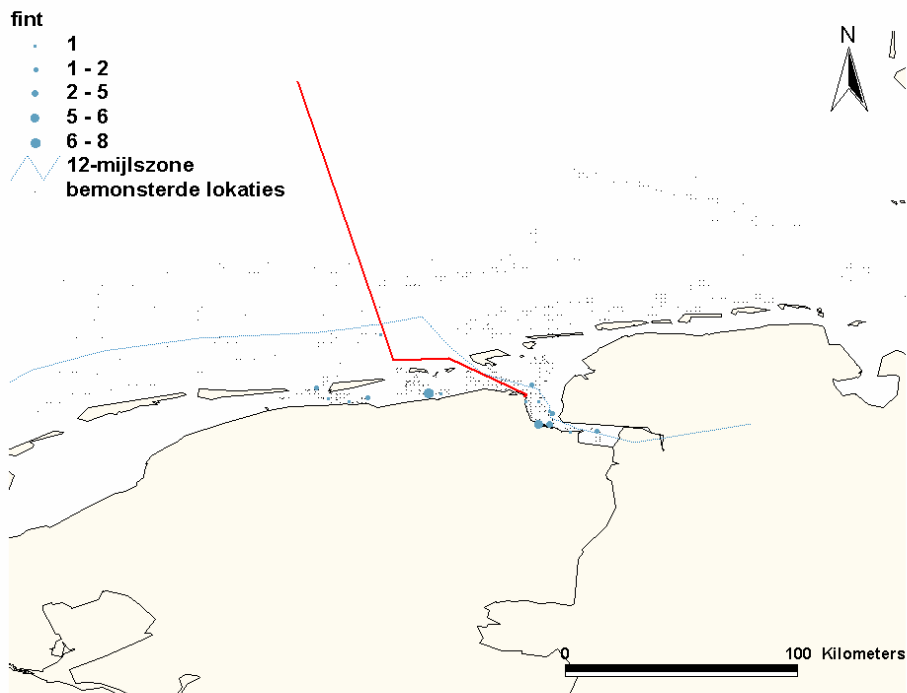 fint
1
1 - 2
2 - 5
5 - 6
6 - 8
12-mijlszone
bemonsterde lokaties
N
0 100 Kilometers